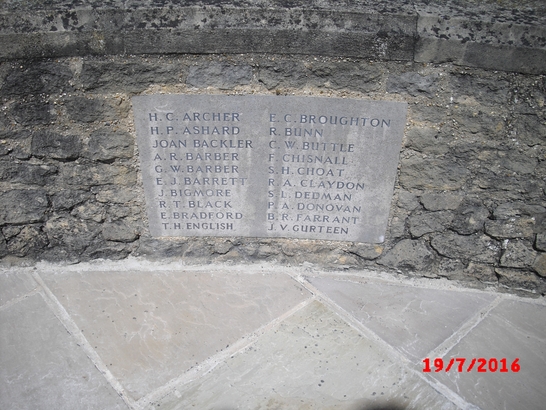 H. C. ARCHER
H. P. ASHARD
JOAN BACKLER
A. R. BARBER
G. W. BARBER
E. J. BARRETT
J. BIGMORE
R. T. BLACK
E. BRADFORD
T. H. ENGLISH
E. C. BROUGHTON
R. BUNN
C. W. BUTTLE
F. CHISNALL
S. H. CHOAT
R. A. CLAYDON
S. L. DEDMAN
P. A. DONOVAN
B. R. FARRANT
J. V. GURTEEN
19/7/2016